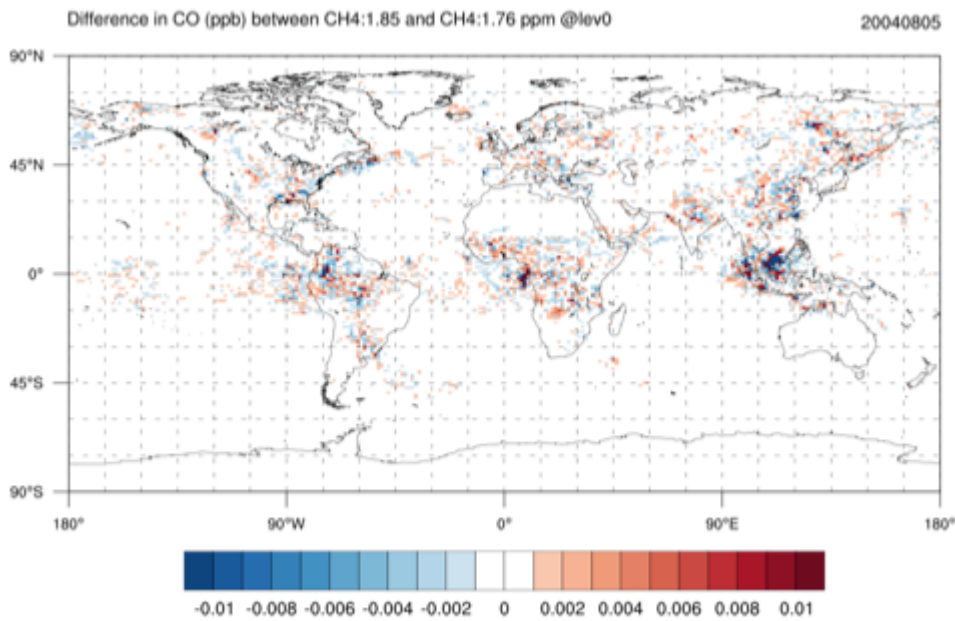 Difference in CO (ppb) between CH4:1.85 and CH4:1.76 ppm @lev0 20040805
90°N
45°N
0°
45°S
90°S
180° 90°W 0° 90°E 180°
-0.01 -0.008 -0.006 -0.004 -0.002 0 0.002 0.004 0.006 0.008 0.01